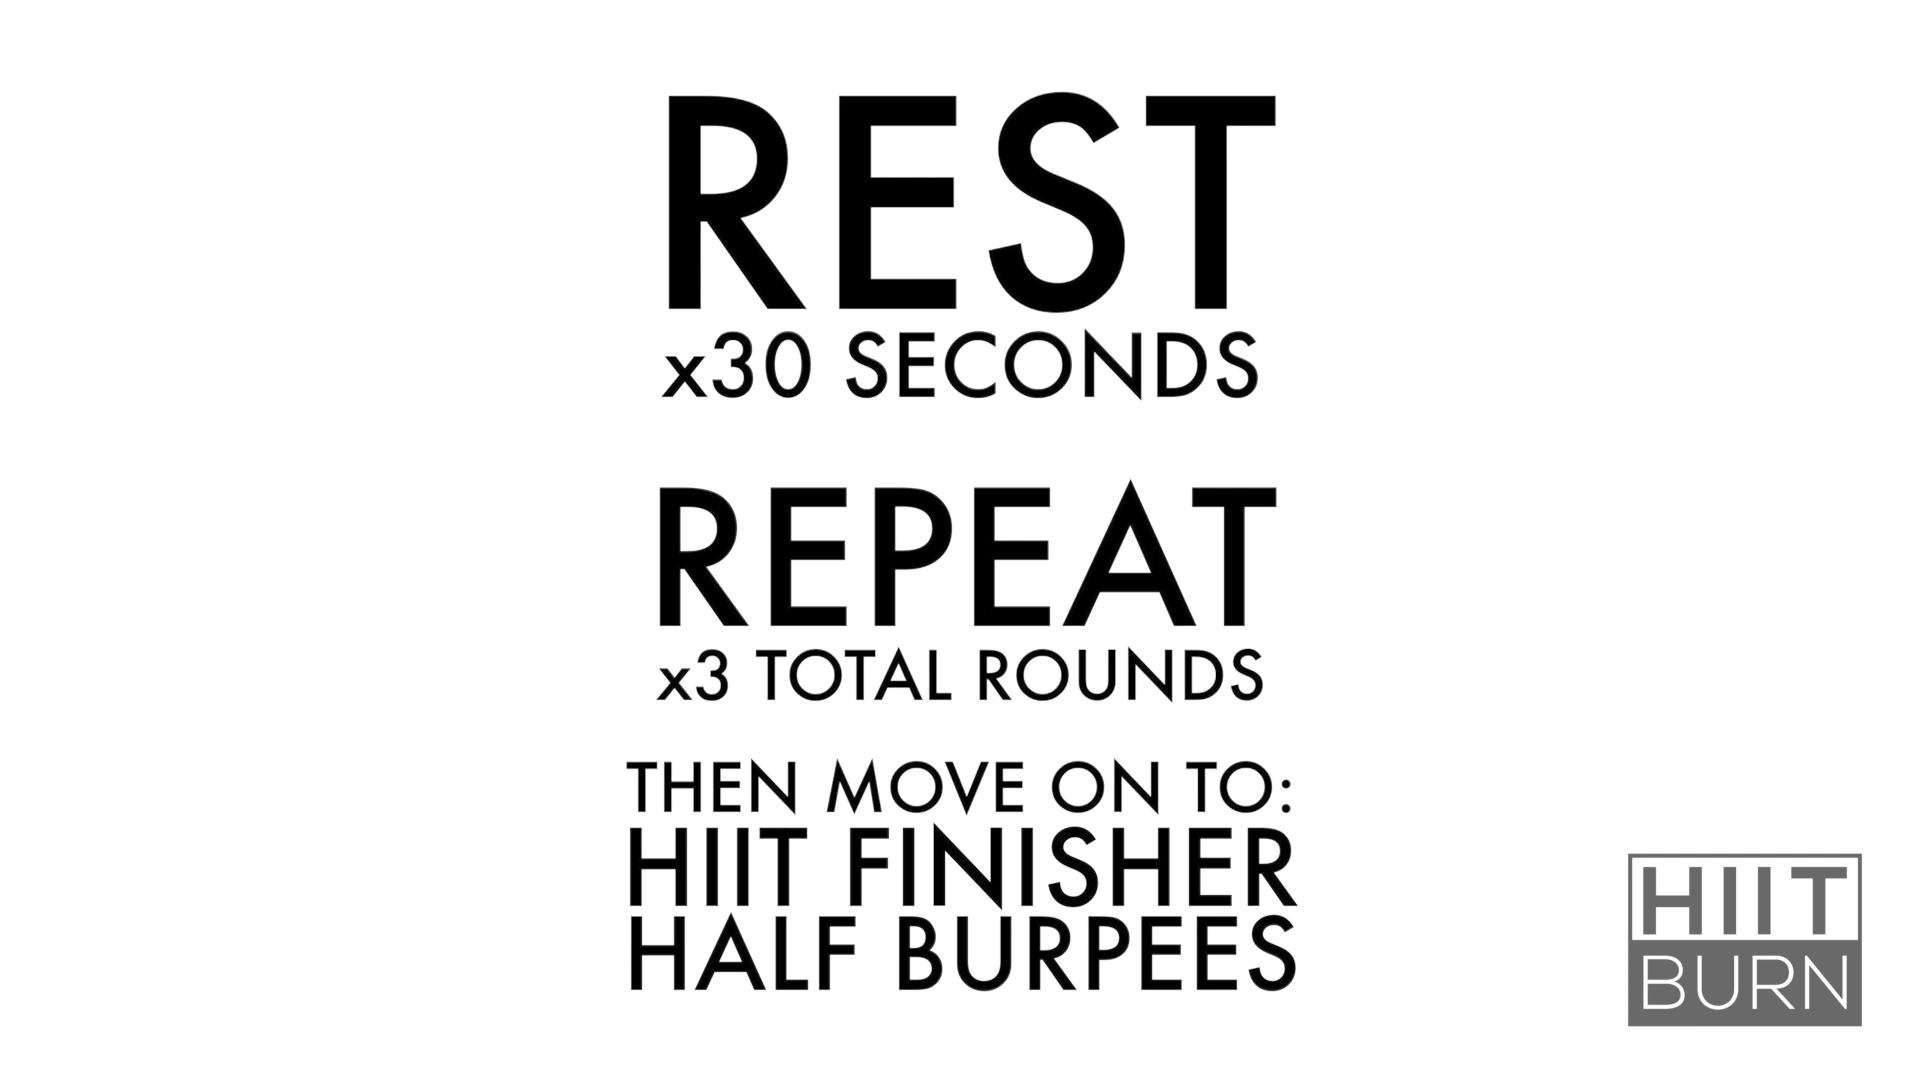 REST
x30 SECONDS
REPEAT
x3 TOTAL ROUNDS
THEN MOVE ON TO:
HIIT FINISHER
HALF BURPEES
HIIT
BURN